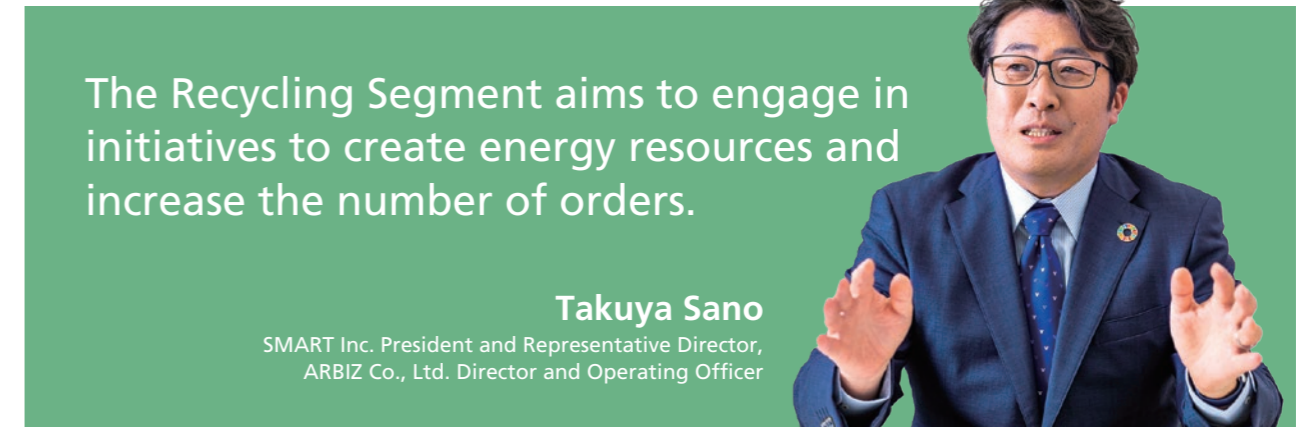 The Recycling Segment aims to engage in
initiatives to create energy resources and
increase the number of orders.
Takuya Sano
SMART Inc. President and Representative Director,
ARBIZ Co., Ltd. Director and Operating Officer